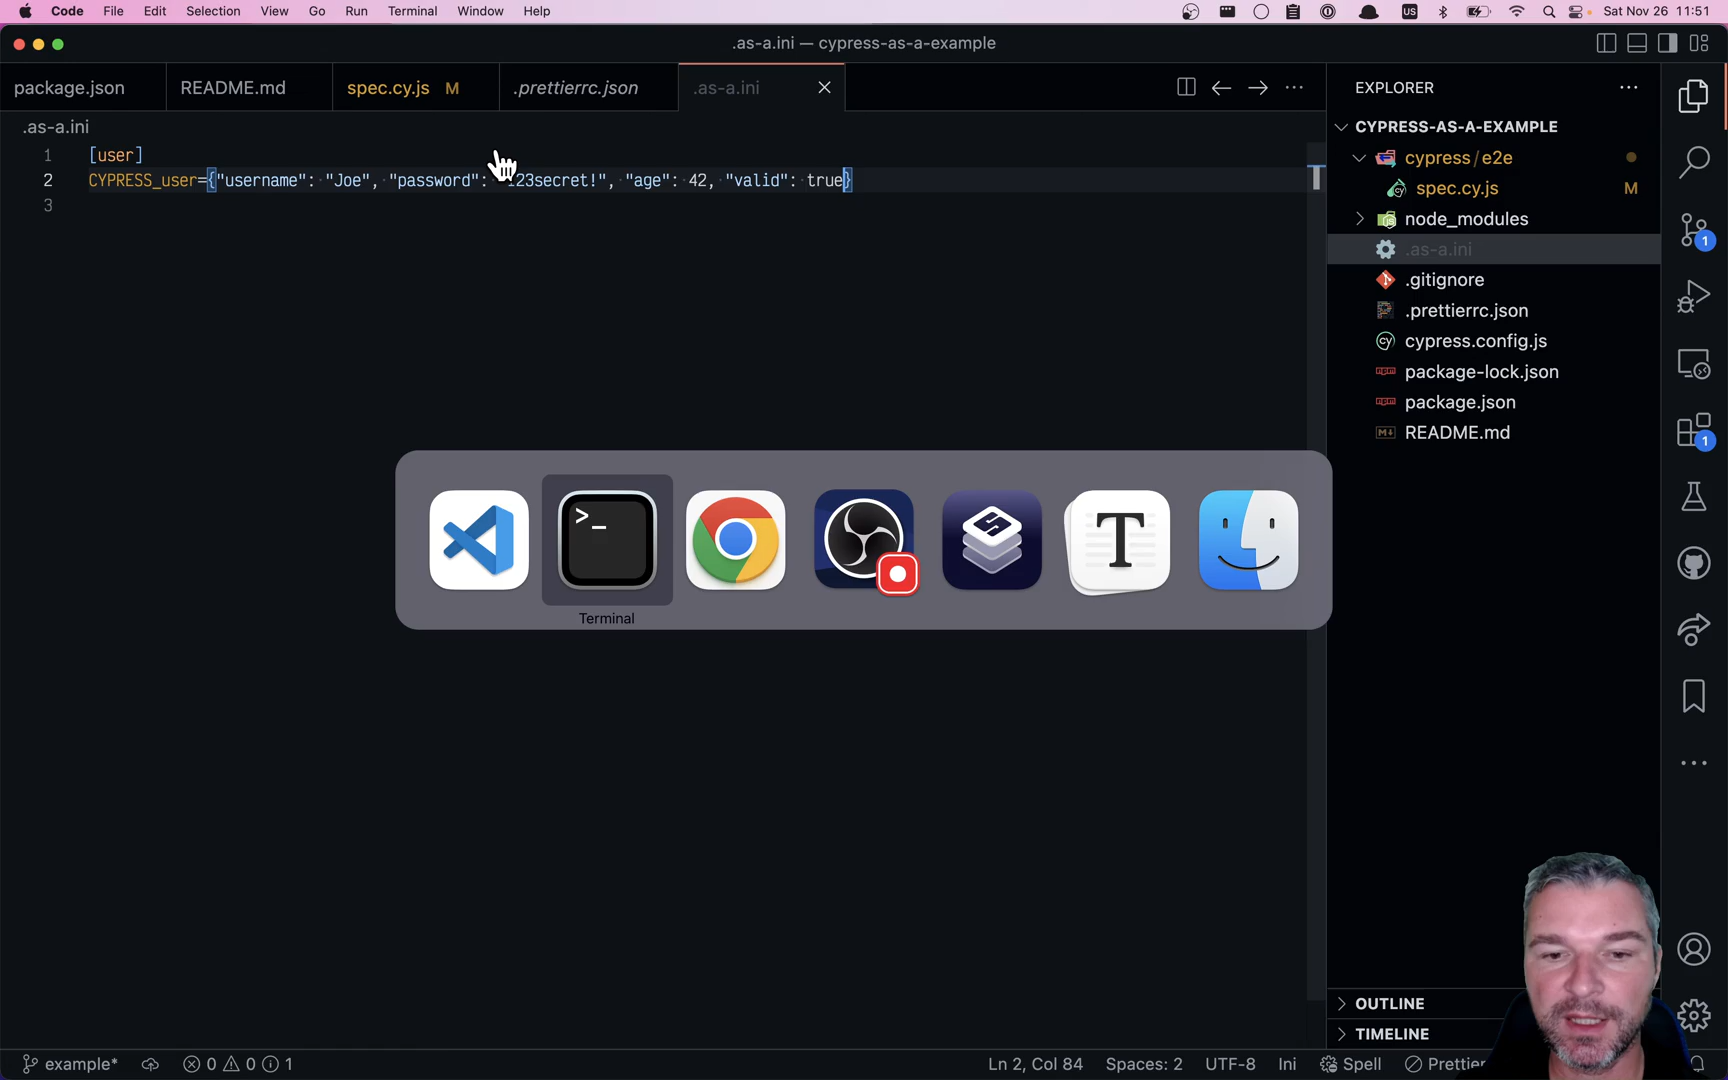 Code File Edit Selection View Go Run Terminal Window Help US Sat Nov 26 11:51
.as-a.ini — cypress-as-a-example
package.json README.md spec.cy.js M .prettierrc.json .as-a.ini
.as-a.ini
1 [user]
2 CYPRESS_user={"username": "Joe", "password": 123secret!", "age": 42, "valid": true}
3
EXPLORER
CYPRESS-AS-A-EXAMPLE
cypress/e2e
spec.cy.js M
node_modules
.as-a.ini
.gitignore
.prettierrc.json
cypress.config.js
package-lock.json
package.json
README.md
1
1
Terminal
OUTLINE
TIMELINE
example* 0 0 1 Ln 2, Col 84 Spaces: 2 UTF-8 Ini Spell